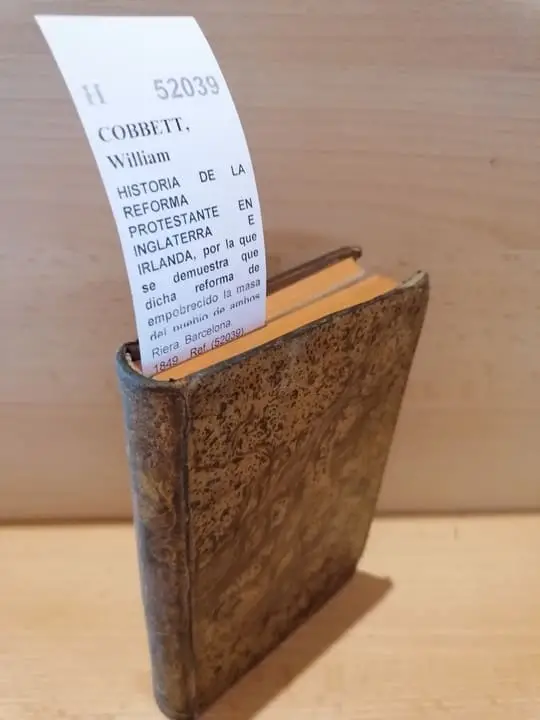 H 52039
COBBETT,
William
HISTORIA DE LA
REFORMA
PROTESTANTE EN
INGLATERRA E
IRLANDA, por la que
se demuestra que
dicha reforma de
empobrecido la masa
del pueblo de ambos
Riera. Barcelona.
1849 Ref. (52039)